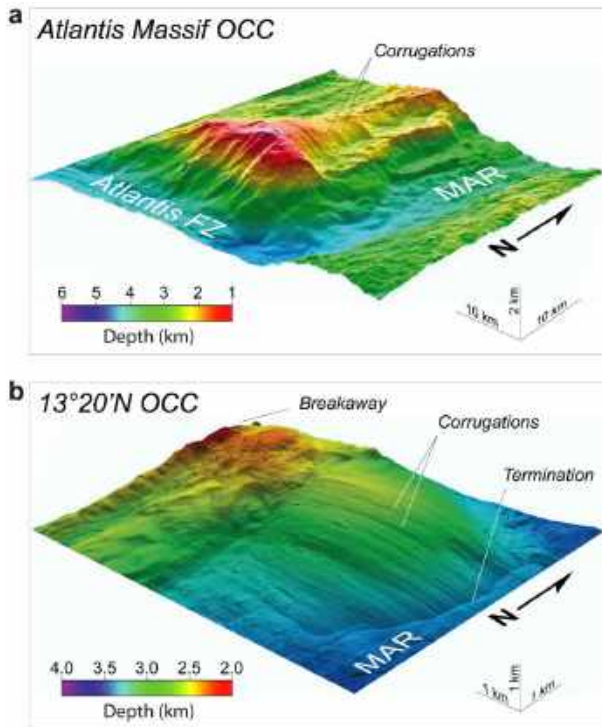 a
Atlantis Massif OCC
Corrugations
Atlantis FZ
MAR
N
6 5 4 3 2 1
Depth (km)
10 km
2 km
10 km
b
13°20'N OCC
Breakaway
Corrugations
Termination
MAR
N
4.0 3.5 3.0 2.5 2.0
Depth (km)
1 km
1 km
1 km